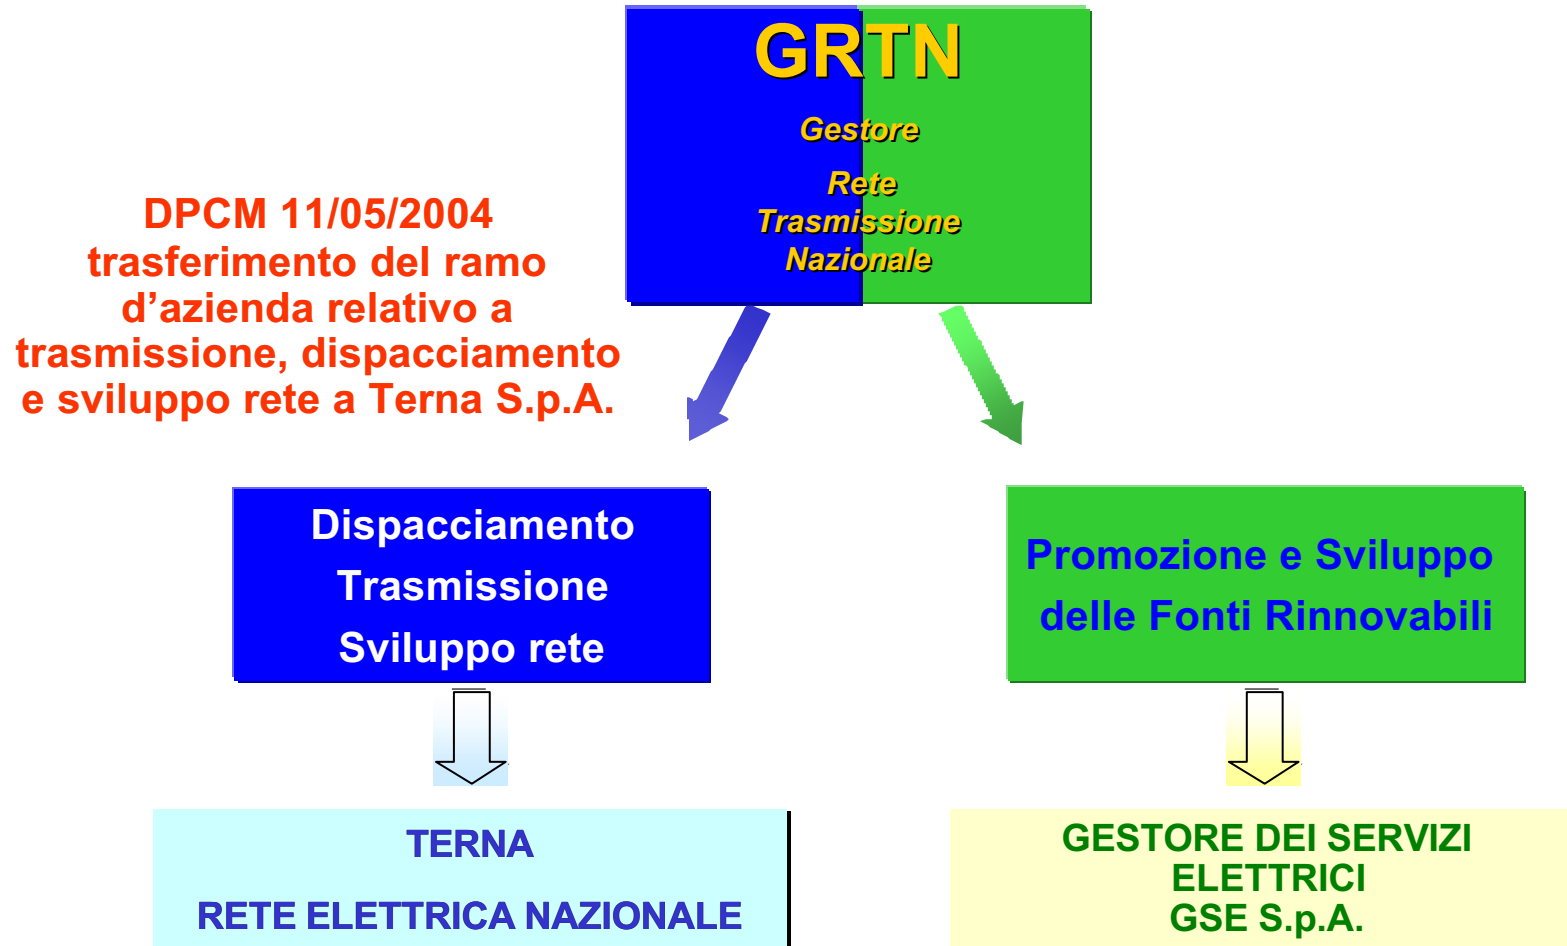 GRTN
Gestore
Rete
Trasmissione
Nazionale
DPCM 11/05/2004
trasferimento del ramo
d’azienda relativo a
trasmissione, dispacciamento
e sviluppo rete a Terna S.p.A.
Dispacciamento
Trasmissione
Sviluppo rete
Promozione e Sviluppo
delle Fonti Rinnovabili
TERNA
RETE ELETTRICA NAZIONALE
GESTORE DEI SERVIZI
ELETTRICI
GSE S.p.A.